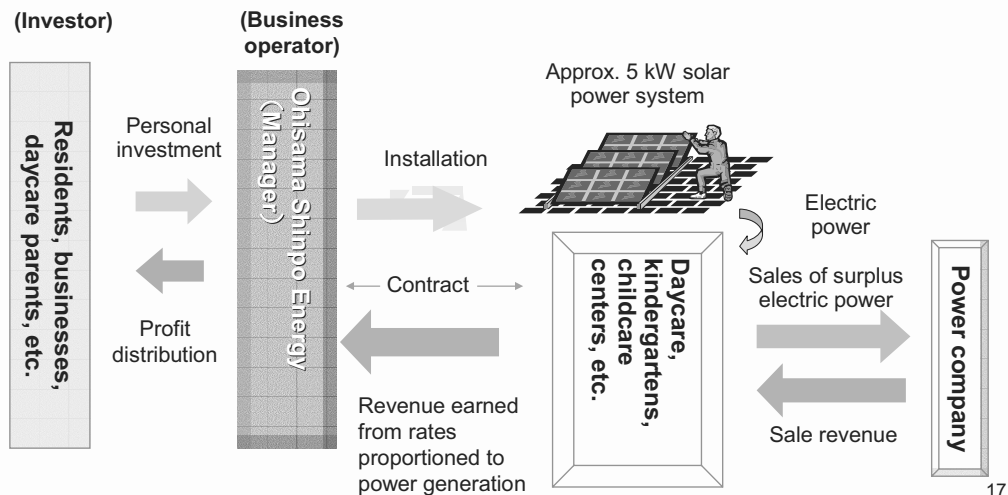 (Investor)
(Business
operator)
Residents, businesses,
daycare parents, etc.
Personal
investment
Profit
distribution
Ohisama Shinpo Energy
(Manager)
Installation
Contract
Revenue earned
from rates
proportioned to
power generation
Approx. 5 kW solar
power system
Daycare,
kindergartens,
childcare
centers, etc.
Electric
power
Sales of surplus
electric power
Sale revenue
Power company
17